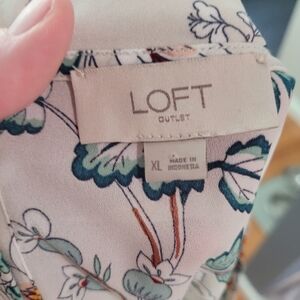 LOFT
OUTLET
XL
MADE IN
INDONESIA